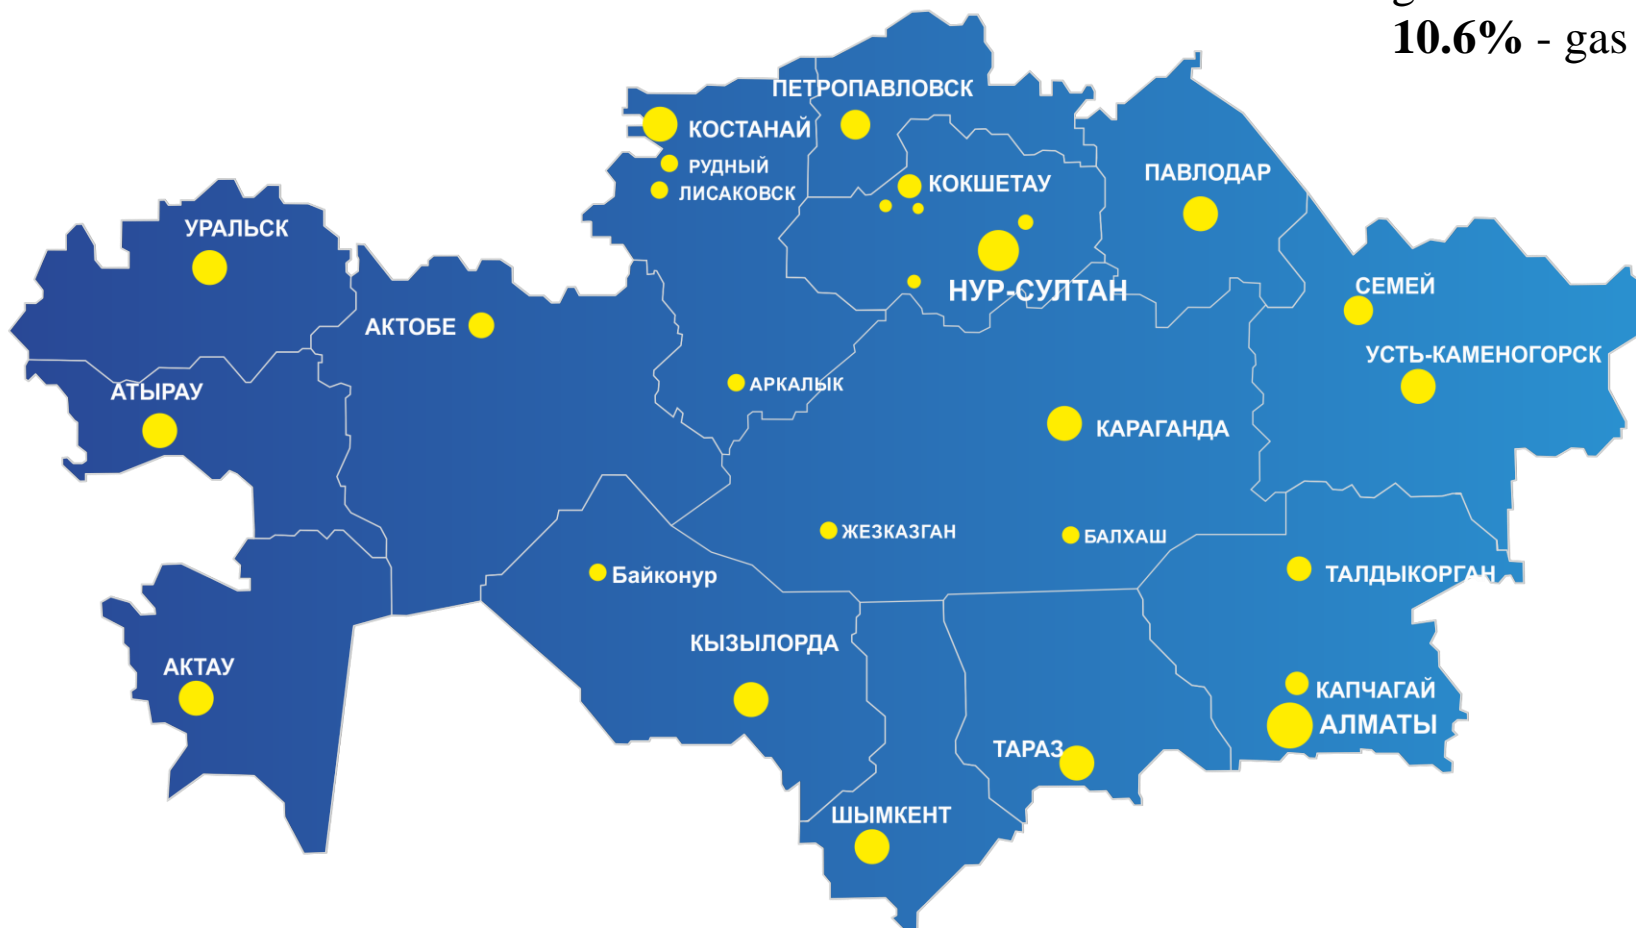 10.6% - gas
ПЕТРОПАВЛОВСК
КОСТАНАЙ
РУДНЫЙ
ЛИСАКОВСК
КОКШЕТАУ
ПАВЛОДАР
УРАЛЬСК
НУР-СУЛТАН
СЕМЕЙ
АКТОБЕ
УСТЬ-КАМЕНОГОРСК
АТЫРАУ
АРКАЛЫК
КАРАГАНДА
ЖЕЗКАЗГАН
БАЛХАШ
Байконур
ТАЛДЫКОРГАН
КЫЗЫЛОРДА
АКТАУ
КАПЧАГАЙ
АЛМАТЫ
ТАРАЗ
ШЫМКЕНТ